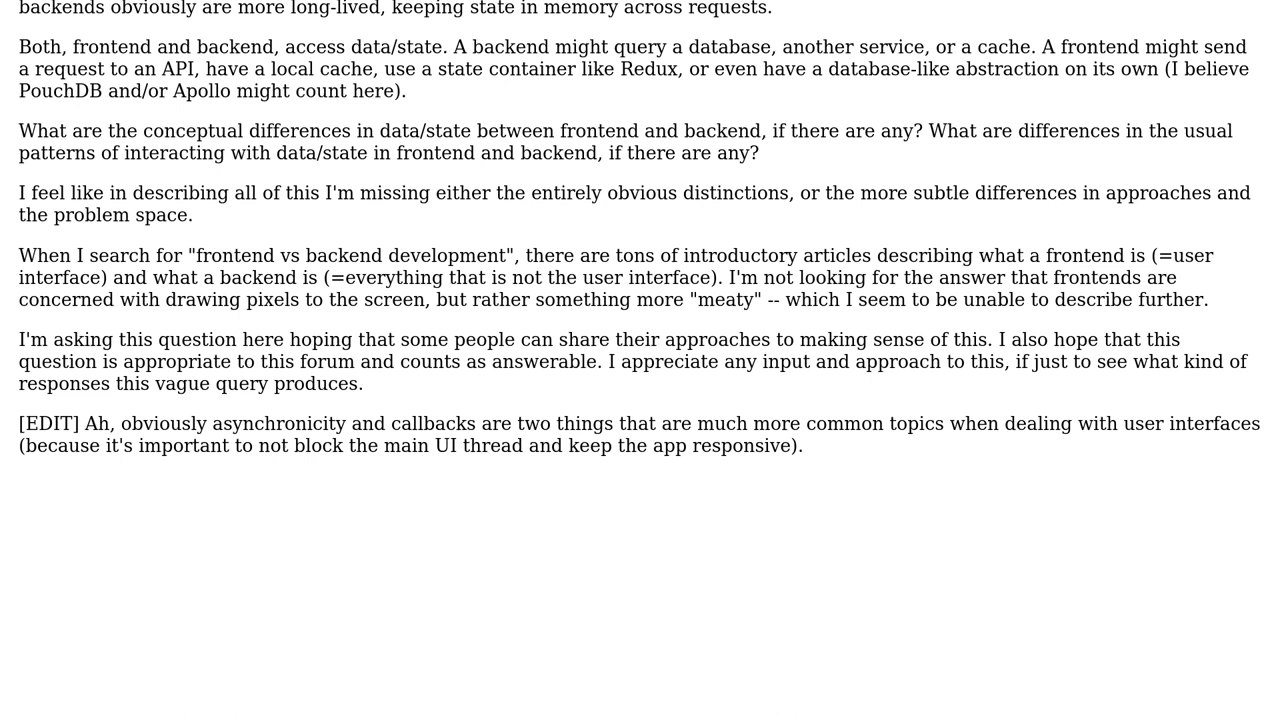 backends obviously are more long-lived, keeping state in memory across requests.
Both, frontend and backend, access data/state. A backend might query a database, another service, or a cache. A frontend might send
a request to an API, have a local cache, use a state container like Redux, or even have a database-like abstraction on its own (I believe
PouchDB and/or Apollo might count here).
What are the conceptual differences in data/state between frontend and backend, if there are any? What are differences in the usual
patterns of interacting with data/state in frontend and backend, if there are any?
I feel like in describing all of this I'm missing either the entirely obvious distinctions, or the more subtle differences in approaches and
the problem space.
When I search for "frontend vs backend development", there are tons of introductory articles describing what a frontend is (=user
interface) and what a backend is (=everything that is not the user interface). I'm not looking for the answer that frontends are
concerned with drawing pixels to the screen, but rather something more "meaty" -- which I seem to be unable to describe further.
I'm asking this question here hoping that some people can share their approaches to making sense of this. I also hope that this
question is appropriate to this forum and counts as answerable. I appreciate any input and approach to this, if just to see what kind of
responses this vague query produces.
[EDIT] Ah, obviously asynchronicity and callbacks are two things that are much more common topics when dealing with user interfaces
(because it's important to not block the main UI thread and keep the app responsive).